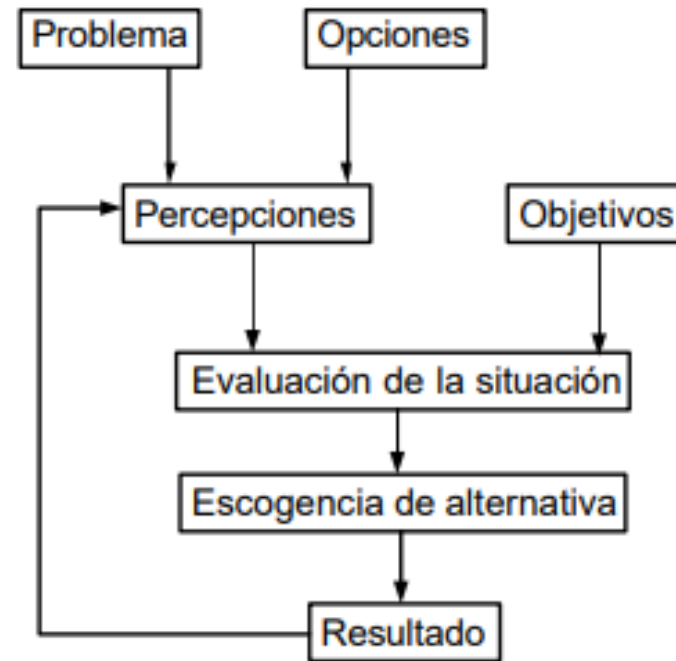 Problema
Opciones
Percepciones
Objetivos
Evaluación de la situación
Escogencia de alternativa
Resultado